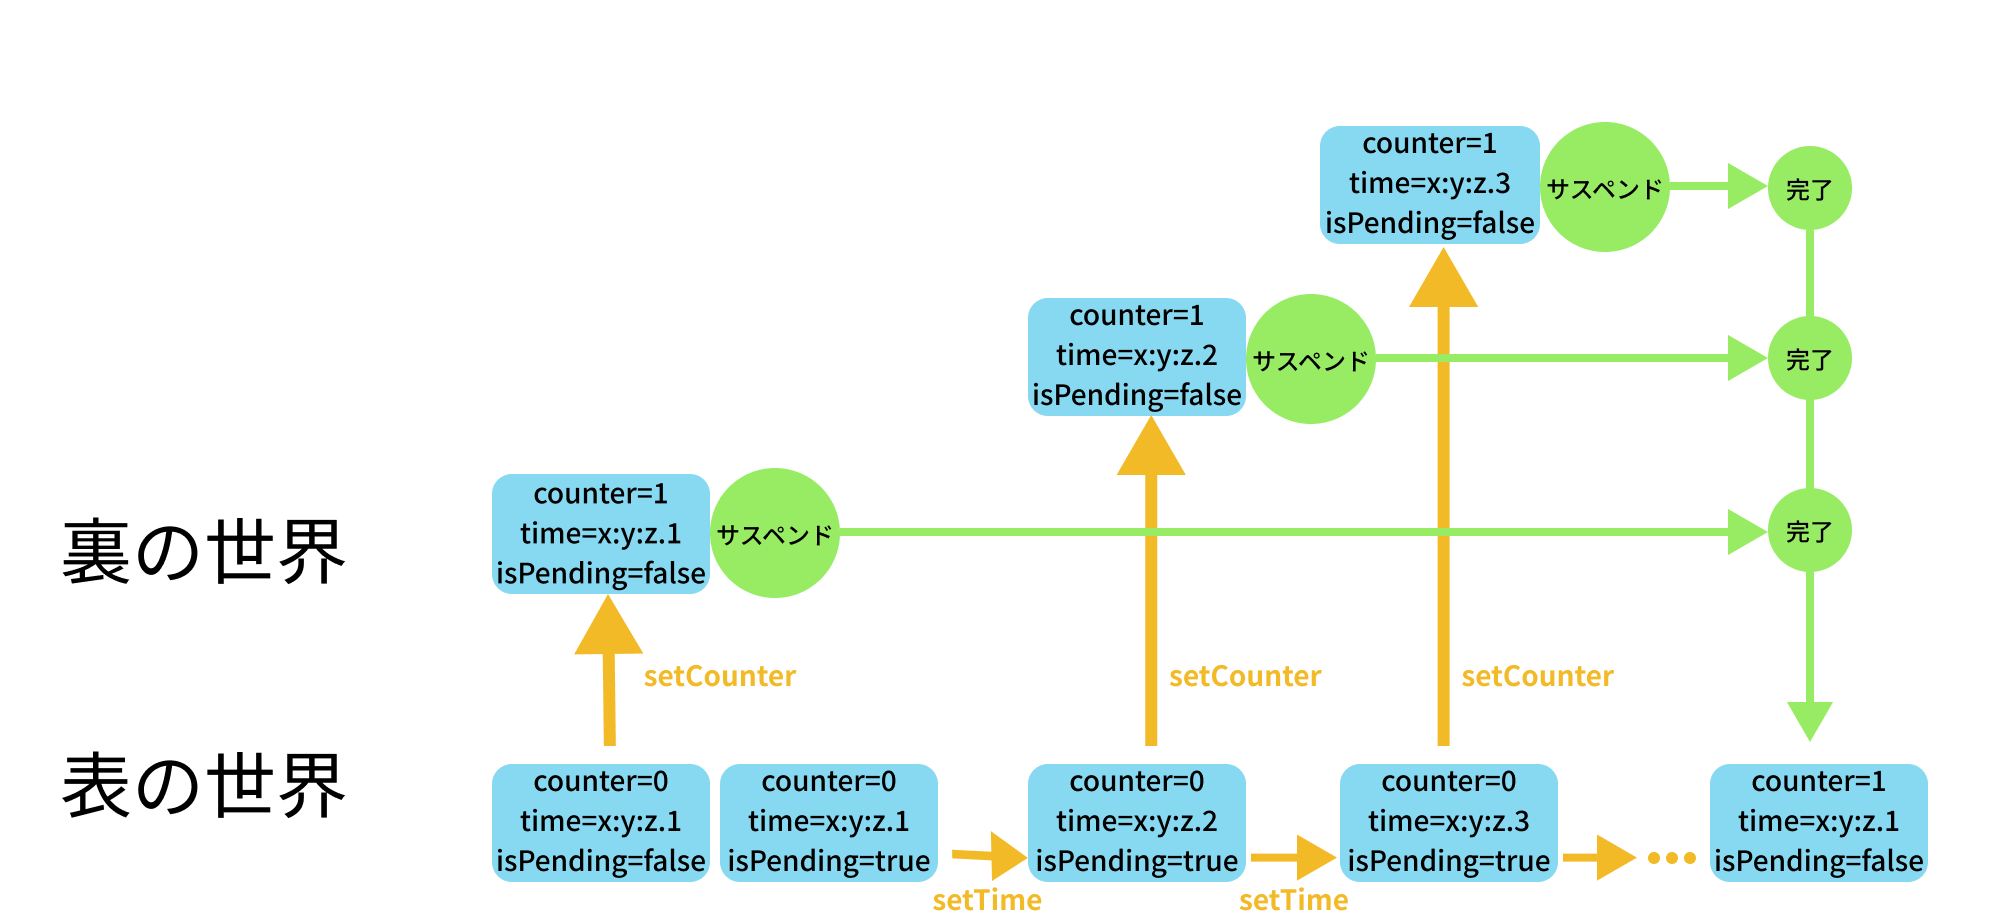 counter=1
time=x:y:z.3
isPending=false
サスペンド
完了
counter=1
time=x:y:z.2
isPending=false
サスペンド
完了
裏の世界
counter=1
time=x:y:z.1
isPending=false
サスペンド
完了
setCounter
setCounter
setCounter
表の世界
counter=0
time=x:y:z.1
isPending=false
counter=0
time=x:y:z.1
isPending=true
counter=0
time=x:y:z.2
isPending=true
counter=0
time=x:y:z.3
isPending=true
counter=1
time=x:y:z.1
isPending=false
setTime
setTime